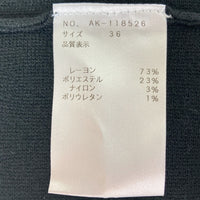 NO, AK-118526
サイズ 36
品質表示
レーヨン 73%
ポリエステル 23%
ナイロン 3%
ポリウレタン 1%